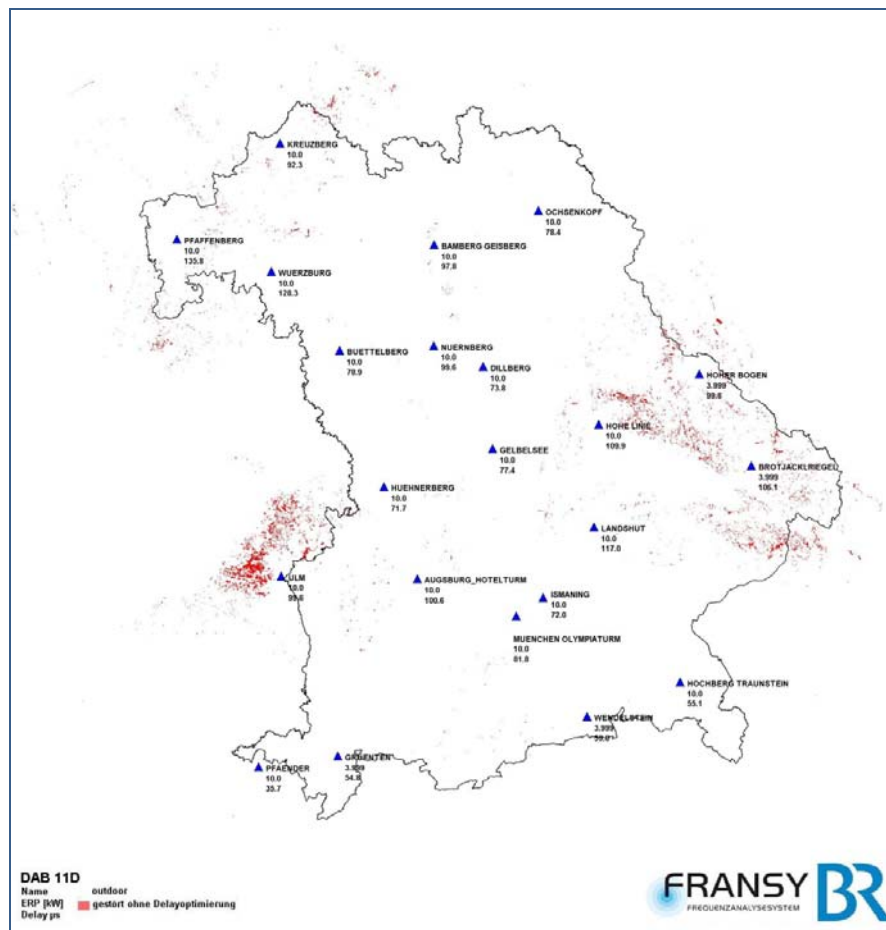 KREUZBERG
10.0
92.3
OCHSENKOPF
10.0
78.4
PFAFFENBERG
10.0
BAMBERG GEISBERG
10.0
97.8
WUERZBURG
10.0
128.3
BUETTELBERG
10.0
78.9
NUERNBERG
10.0
99.6
DILLBERG
10.0
73.8
HOHER BOGEN
3.999
99.6
HOHE LINIE
10.0
109.9
GELBELSEE
10.0
77.4
BROTJACKLRIEGEL
3.999
106.1
HUEHNERBERG
10.0
71.7
LANDSHUT
10.0
117.0
ULM
10.0
AUGSBURG_HOTELTURM
10.0
100.6
ISMANING
10.0
72.0
MUENCHEN OLYMPIATURM
10.0
81.8
HOCHBERG TRAUNSTEIN
10.0
55.1
WENDELSTEIN
3.999
GRUENTEN
3.999
54.8
PFAENDER
10.0
35.7
DAB 11D
Name outdoor
ERP [kW] gestört ohne Delayoptimierung
Delay µs
FRANSY
FREQUENZANALYSESYSTEM
BR